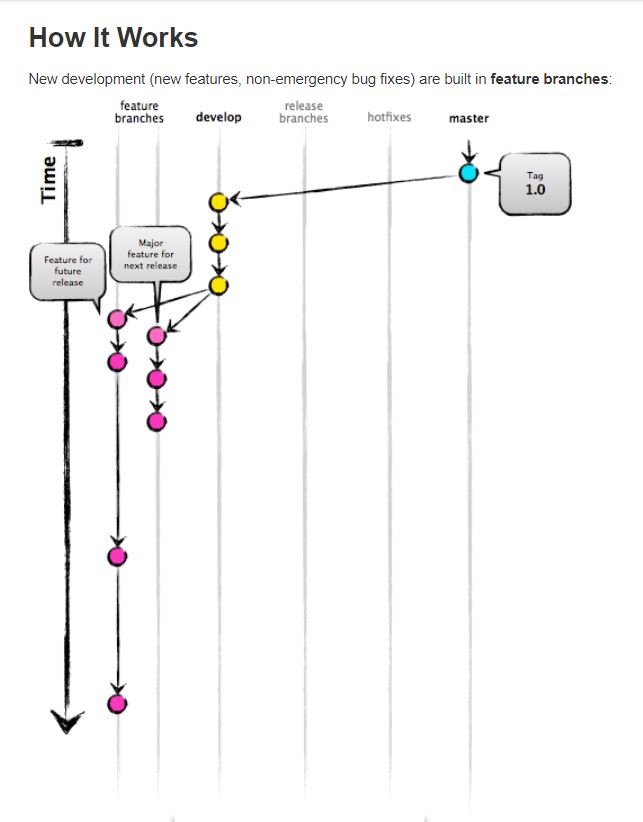 How It Works
New development (new features, non-emergency bug fixes) are built in feature branches:
feature
branches
develop
release
branches
hotfixes
master
Time
Tag
1.0
Major
feature for
next release
Feature for
future
release